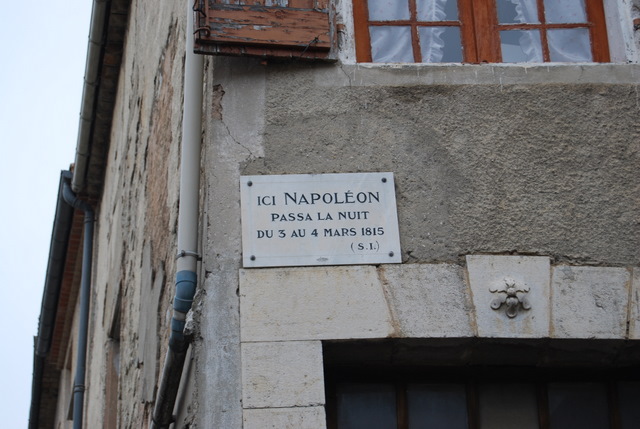 ICI NAPOLÉON
PASSA LA NUIT
DU 3 AU 4 MARS 1815
(S.I.)